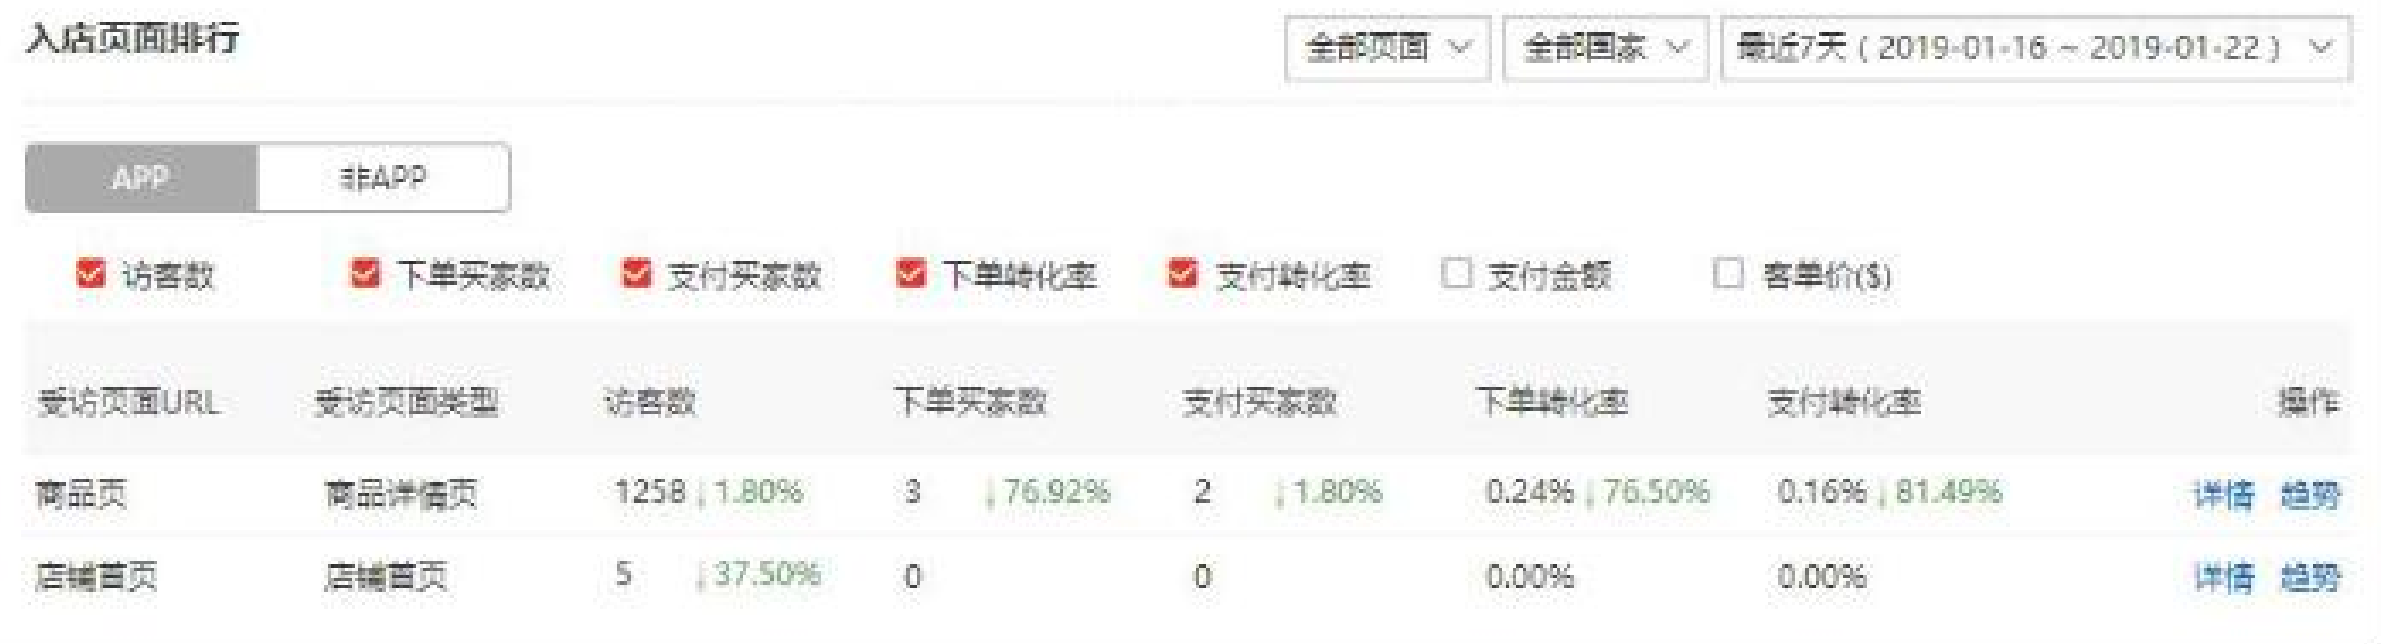 入店页面排行 全部页面 全部国家 最近7天 ( 2019-01-16 ~ 2019-01-22 )
APP 非APP
访客数 下单买家数 支付买家数 下单转化率 支付转化率 支付金额 客单价($)
受访页面URL 受访页面类型 访客数 下单买家数 支付买家数 下单转化率 支付转化率 操作
商品页 商品详情页 1258 ↓1.80% 3 ↓76.92% 2 ↓1.80% 0.24% ↓76.50% 0.16% ↓81.49% 详情 趋势
店铺首页 店铺首页 5 ↓37.50% 0 0 0.00% 0.00% 详情 趋势